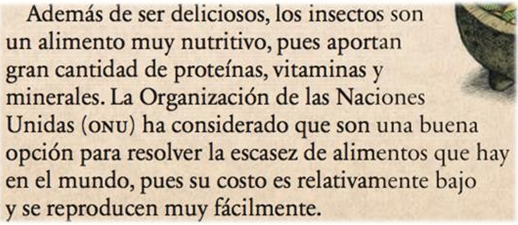 Además de ser deliciosos, los insectos son
un alimento muy nutritivo, pues aportan
gran cantidad de proteínas, vitaminas y
minerales. La Organización de las Naciones
Unidas (ONU) ha considerado que son una buena
opción para resolver la escasez de alimentos que hay
en el mundo, pues su costo es relativamente bajo
y se reproducen muy fácilmente.